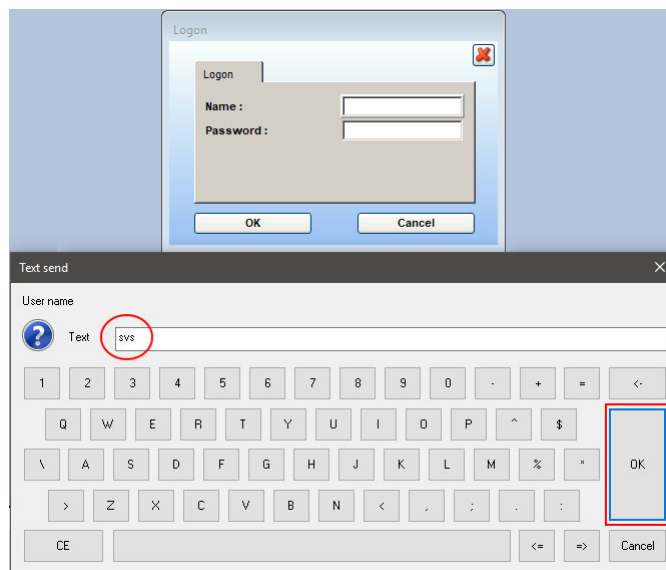 Logon
Logon
Name :
Password :
OK Cancel
Text send
User name
? Text svs
1 2 3 4 5 6 7 8 9 0 - + = <-
Q W E R T Y U I O P ^ $
\ A S D F G H J K L M % *
OK
> Z X C V B N < , ; . :
CE <= => Cancel